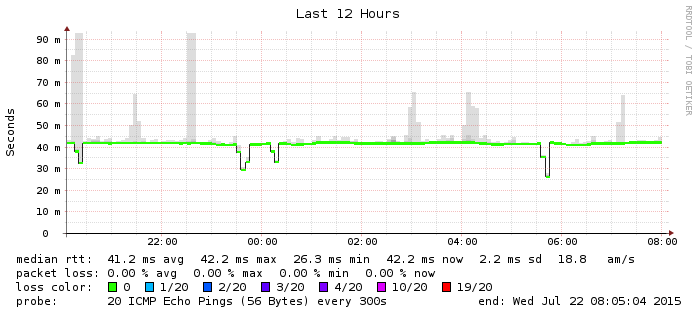 Last 12 Hours
RRDTOOL / TOBI OETIKER
Seconds
90 m
80 m
70 m
60 m
50 m
40 m
30 m
20 m
10 m
0
22:00 00:00 02:00 04:00 06:00 08:00
median rtt: 41.2 ms avg 42.2 ms max 26.3 ms min 42.2 ms now 2.2 ms sd 18.8 am/s
packet loss: 0.00 % avg 0.00 % max 0.00 % min 0.00 % now
loss color: 0 1/20 2/20 3/20 4/20 10/20 19/20
probe: 20 ICMP Echo Pings (56 Bytes) every 300s end: Wed Jul 22 08:05:04 2015